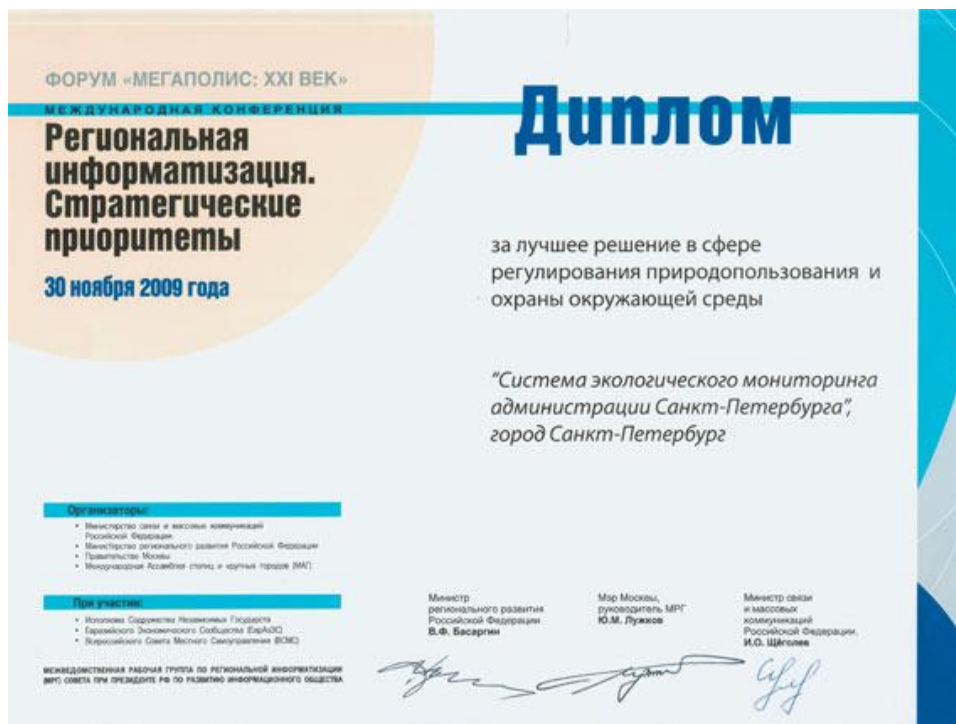 ФОРУМ «МЕГАПОЛИС: XXI ВЕК»
МЕЖДУНАРОДНАЯ КОНФЕРЕНЦИЯ
Региональная
информатизация.
Стратегические
приоритеты
30 ноября 2009 года
Диплом
за лучшее решение в сфере
регулирования природопользования и
охраны окружающей среды
"Система экологического мониторинга
администрации Санкт-Петербурга",
город Санкт-Петербург
Организаторы:
• Министерство связи и массовых коммуникаций
Российской Федерации
• Министерство регионального развития Российской Федерации
• Правительство Москвы
• Международная Ассамблея столиц и крупных городов (МАГ)
При участии:
• Исполкома Содружества Независимых Государств
• Евразийского Экономического Сообщества (ЕврАзЭС)
• Всероссийского Совета Местного Самоуправления (ВСМС)
МЕЖВЕДОМСТВЕННАЯ РАБОЧАЯ ГРУППА ПО РЕГИОНАЛЬНОЙ ИНФОРМАТИЗАЦИИ
(МРГ) СОВЕТА ПРИ ПРЕЗИДЕНТЕ РФ ПО РАЗВИТИЮ ИНФОРМАЦИОННОГО ОБЩЕСТВА
Министр
регионального развития
Российской Федерации
В.Ф. Басаргин
Мэр Москвы,
руководитель МРГ
Ю.М. Лужков
Министр связи
и массовых
коммуникаций
Российской Федерации,
И.О. Щёголев